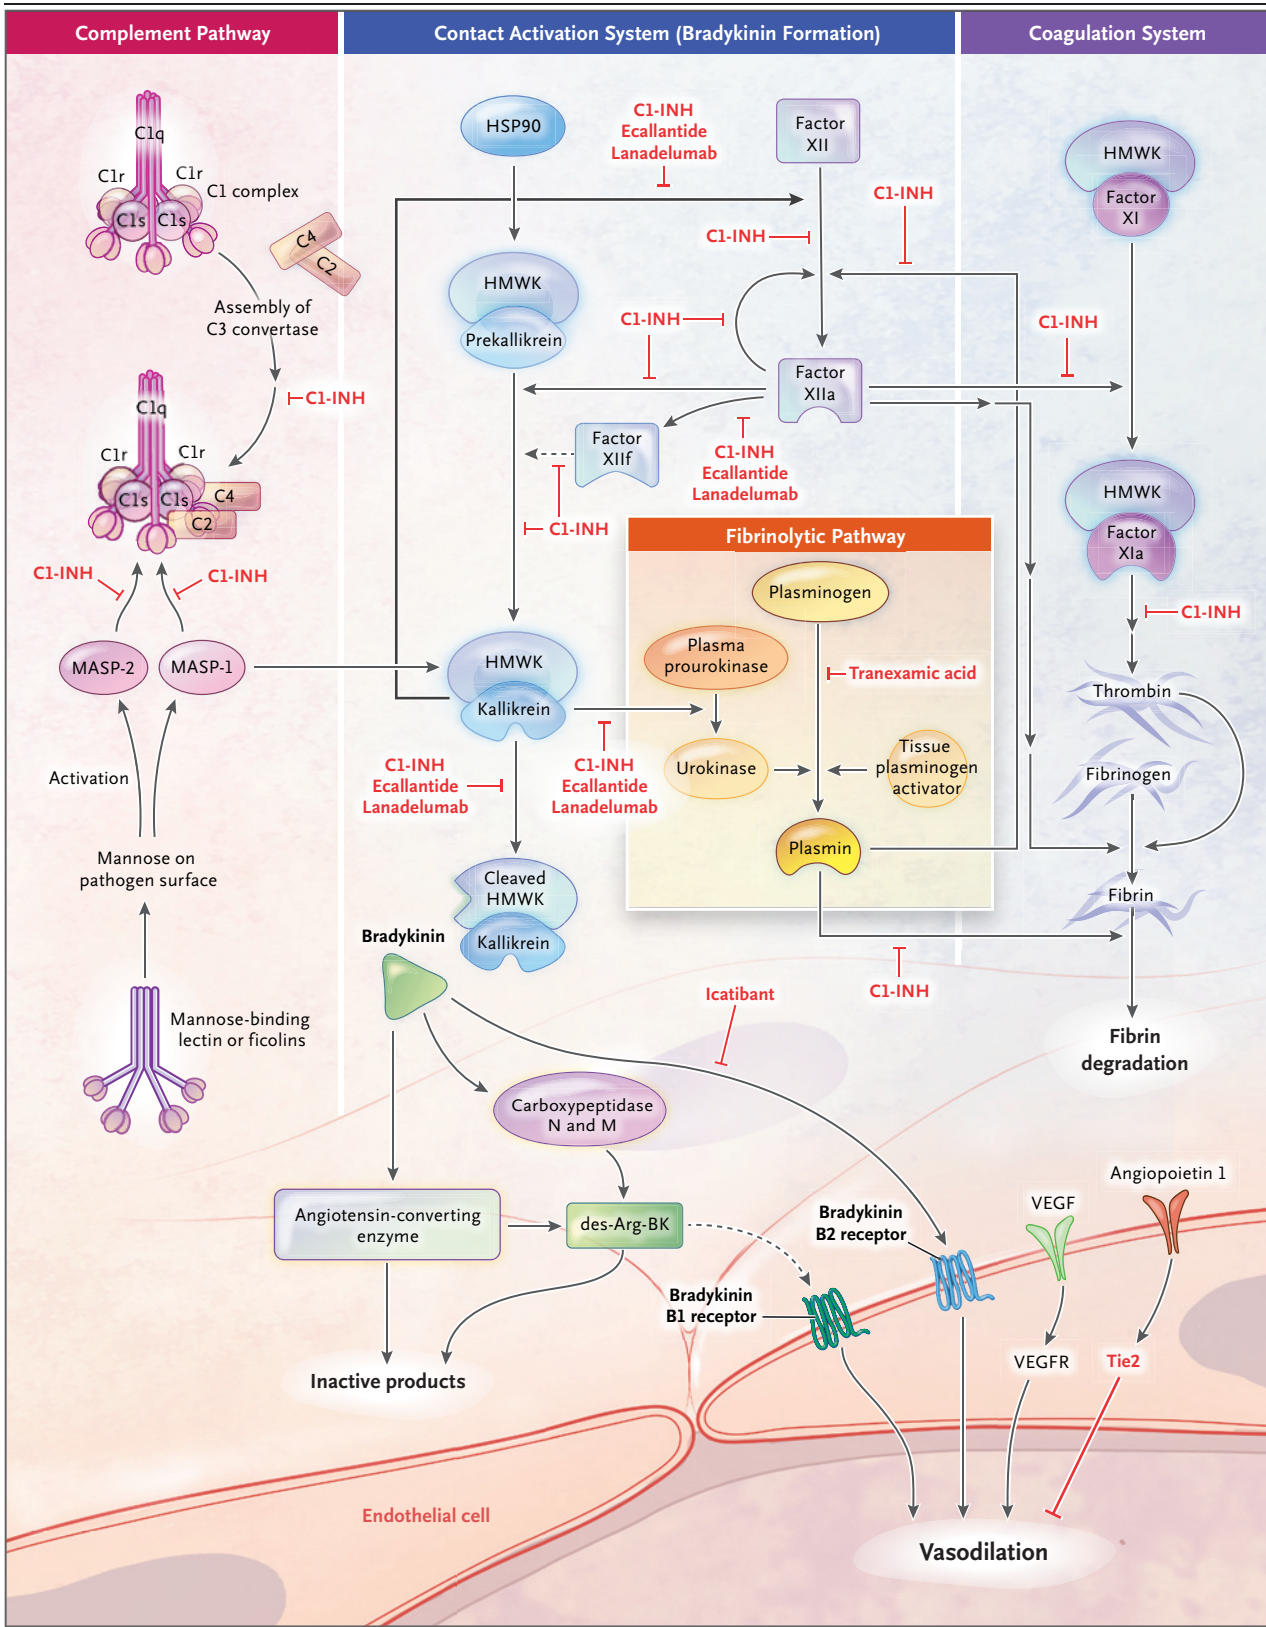 Complement Pathway
Contact Activation System (Bradykinin Formation)
Coagulation System
C1q
C1r
C1r
C1 complex
C1s
C1s
C4
C2
Assembly of
C3 convertase
C1-INH
C1q
C1r
C1r
C1s
C1s
C4
C2
C1-INH
C1-INH
MASP-2
MASP-1
Activation
Mannose on
pathogen surface
Mannose-binding
lectin or ficolins
HSP90
C1-INH
Ecallantide
Lanadelumab
Factor
XII
C1-INH
C1-INH
HMWK
Prekallikrein
C1-INH
Factor
XIIa
Factor
XIIf
C1-INH
Ecallantide
Lanadelumab
C1-INH
HMWK
Kallikrein
C1-INH
Ecallantide
Lanadelumab
C1-INH
Ecallantide
Lanadelumab
Cleaved
HMWK
Kallikrein
Bradykinin
Fibrinolytic Pathway
Plasminogen
Plasma
prourokinase
Tranexamic acid
Urokinase
Tissue
plasminogen
activator
Plasmin
HMWK
Factor
XI
C1-INH
HMWK
Factor
XIa
C1-INH
Thrombin
Fibrinogen
Fibrin
C1-INH
Fibrin
degradation
Icatibant
Carboxypeptidase
N and M
Angiotensin-converting
enzyme
des-Arg-BK
Inactive products
Bradykinin
B2 receptor
Bradykinin
B1 receptor
VEGF
Angiopoietin 1
VEGFR
Tie2
Endothelial cell
Vasodilation